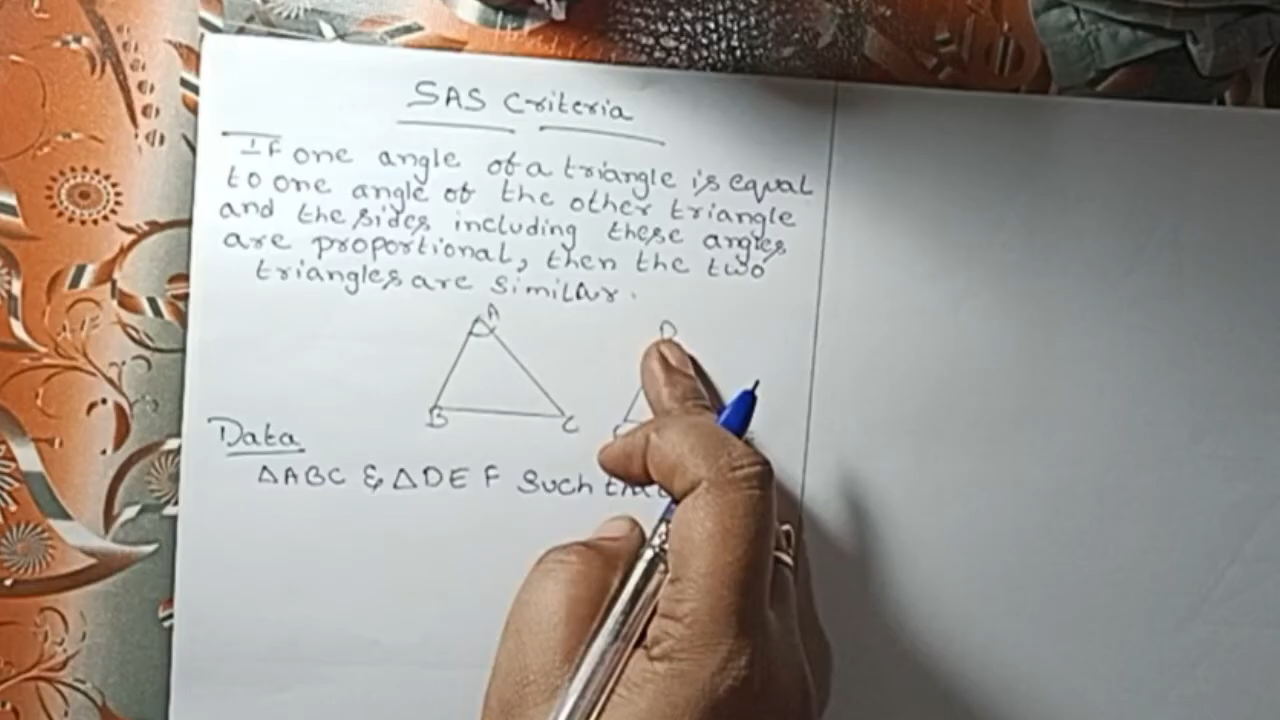 SAS Criteria
If one angle of a triangle is equal
to one angle of the other triangle
and the sides including these angles
are proportional, then the two
triangles are similar.
A
D
B
C
Data
ΔABC & ΔDEF Such